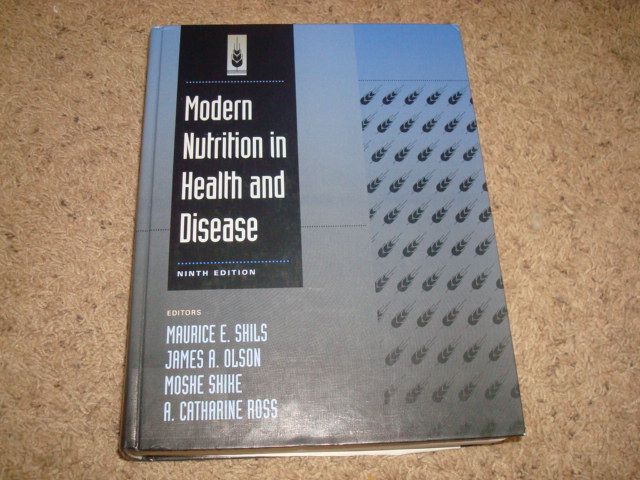 Modern
Nutrition in
Health and
Disease
NINTH EDITION
EDITORS
MAURICE E. SHILS
JAMES A. OLSON
MOSHE SHIKE
A. CATHARINE ROSS